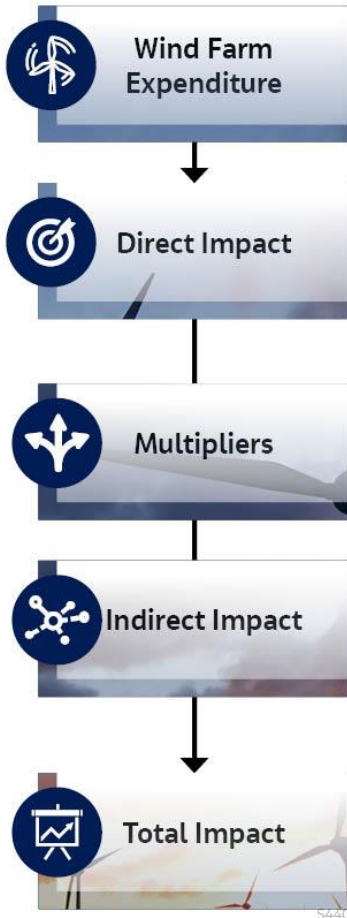 Wind Farm
Expenditure
Direct Impact
Multipliers
Indirect Impact
Total Impact